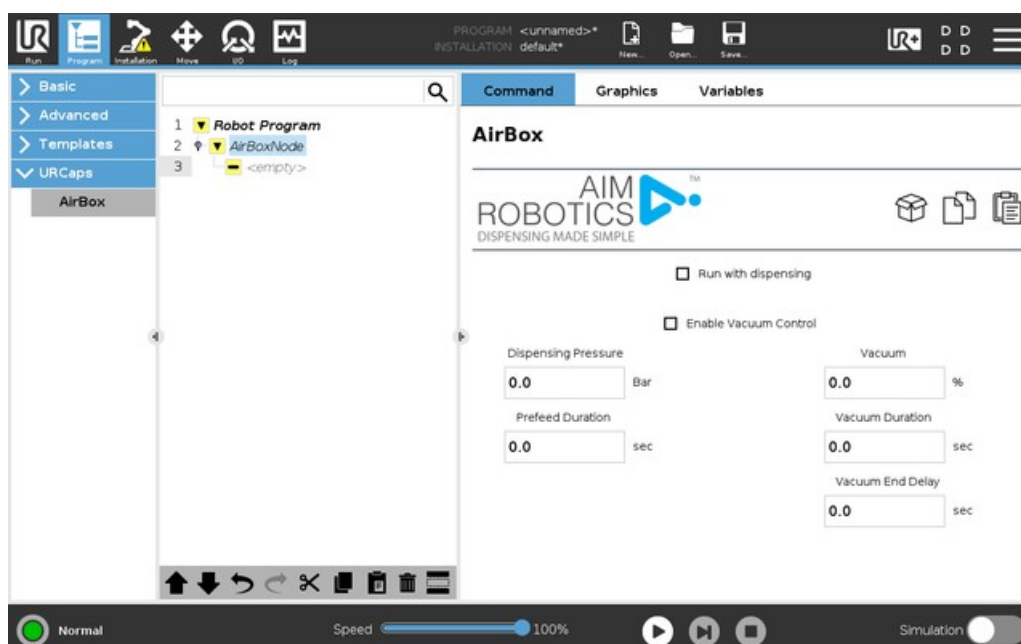 PROGRAM <unnamed>*
INSTALLATION default*
Run
Program
Installation
Move
I/O
Log
New...
Open...
Save...
UR+
D D
D D
Basic
Advanced
Templates
URCaps
AirBox
1 Robot Program
2 AirBoxNode
3 <empty>
Command Graphics Variables
AirBox
AIM
ROBOTICS
TM
DISPENSING MADE SIMPLE
Run with dispensing
Enable Vacuum Control
Dispensing Pressure
0.0 Bar
Prefeed Duration
0.0 sec
Vacuum
0.0 %
Vacuum Duration
0.0 sec
Vacuum End Delay
0.0 sec
Normal
Speed 100%
Simulation